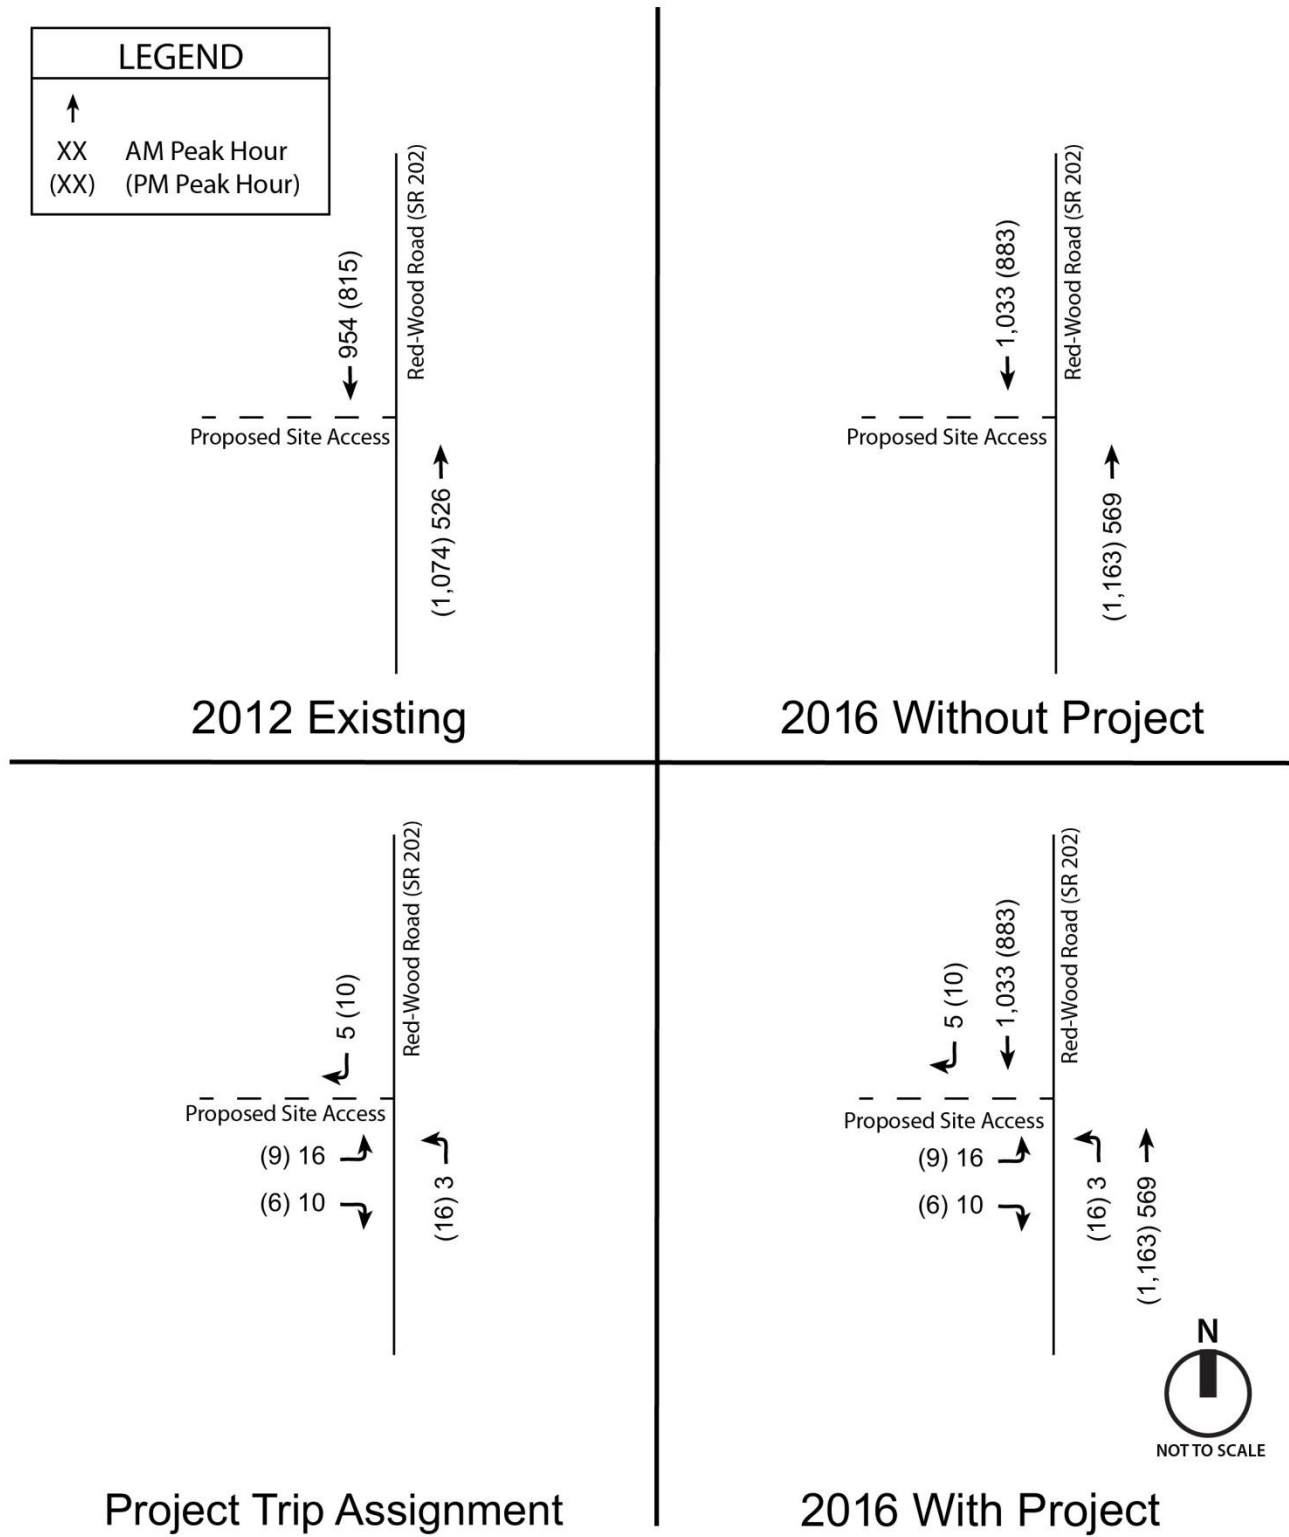 LEGEND
XX AM Peak Hour
(XX) (PM Peak Hour)
954 (815)
Red-Wood Road (SR 202)
Proposed Site Access
(1,074) 526
2012 Existing
1,033 (883)
Red-Wood Road (SR 202)
Proposed Site Access
(1,163) 569
2016 Without Project
5 (10)
Red-Wood Road (SR 202)
Proposed Site Access
(9) 16
(6) 10
(16) 3
Project Trip Assignment
5 (10)
1,033 (883)
Red-Wood Road (SR 202)
Proposed Site Access
(9) 16
(6) 10
(16) 3
(1,163) 569
N
NOT TO SCALE
2016 With Project